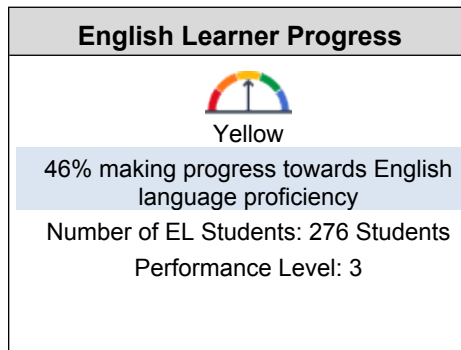 English Learner Progress
Yellow
46% making progress towards English
language proficiency
Number of EL Students: 276 Students
Performance Level: 3